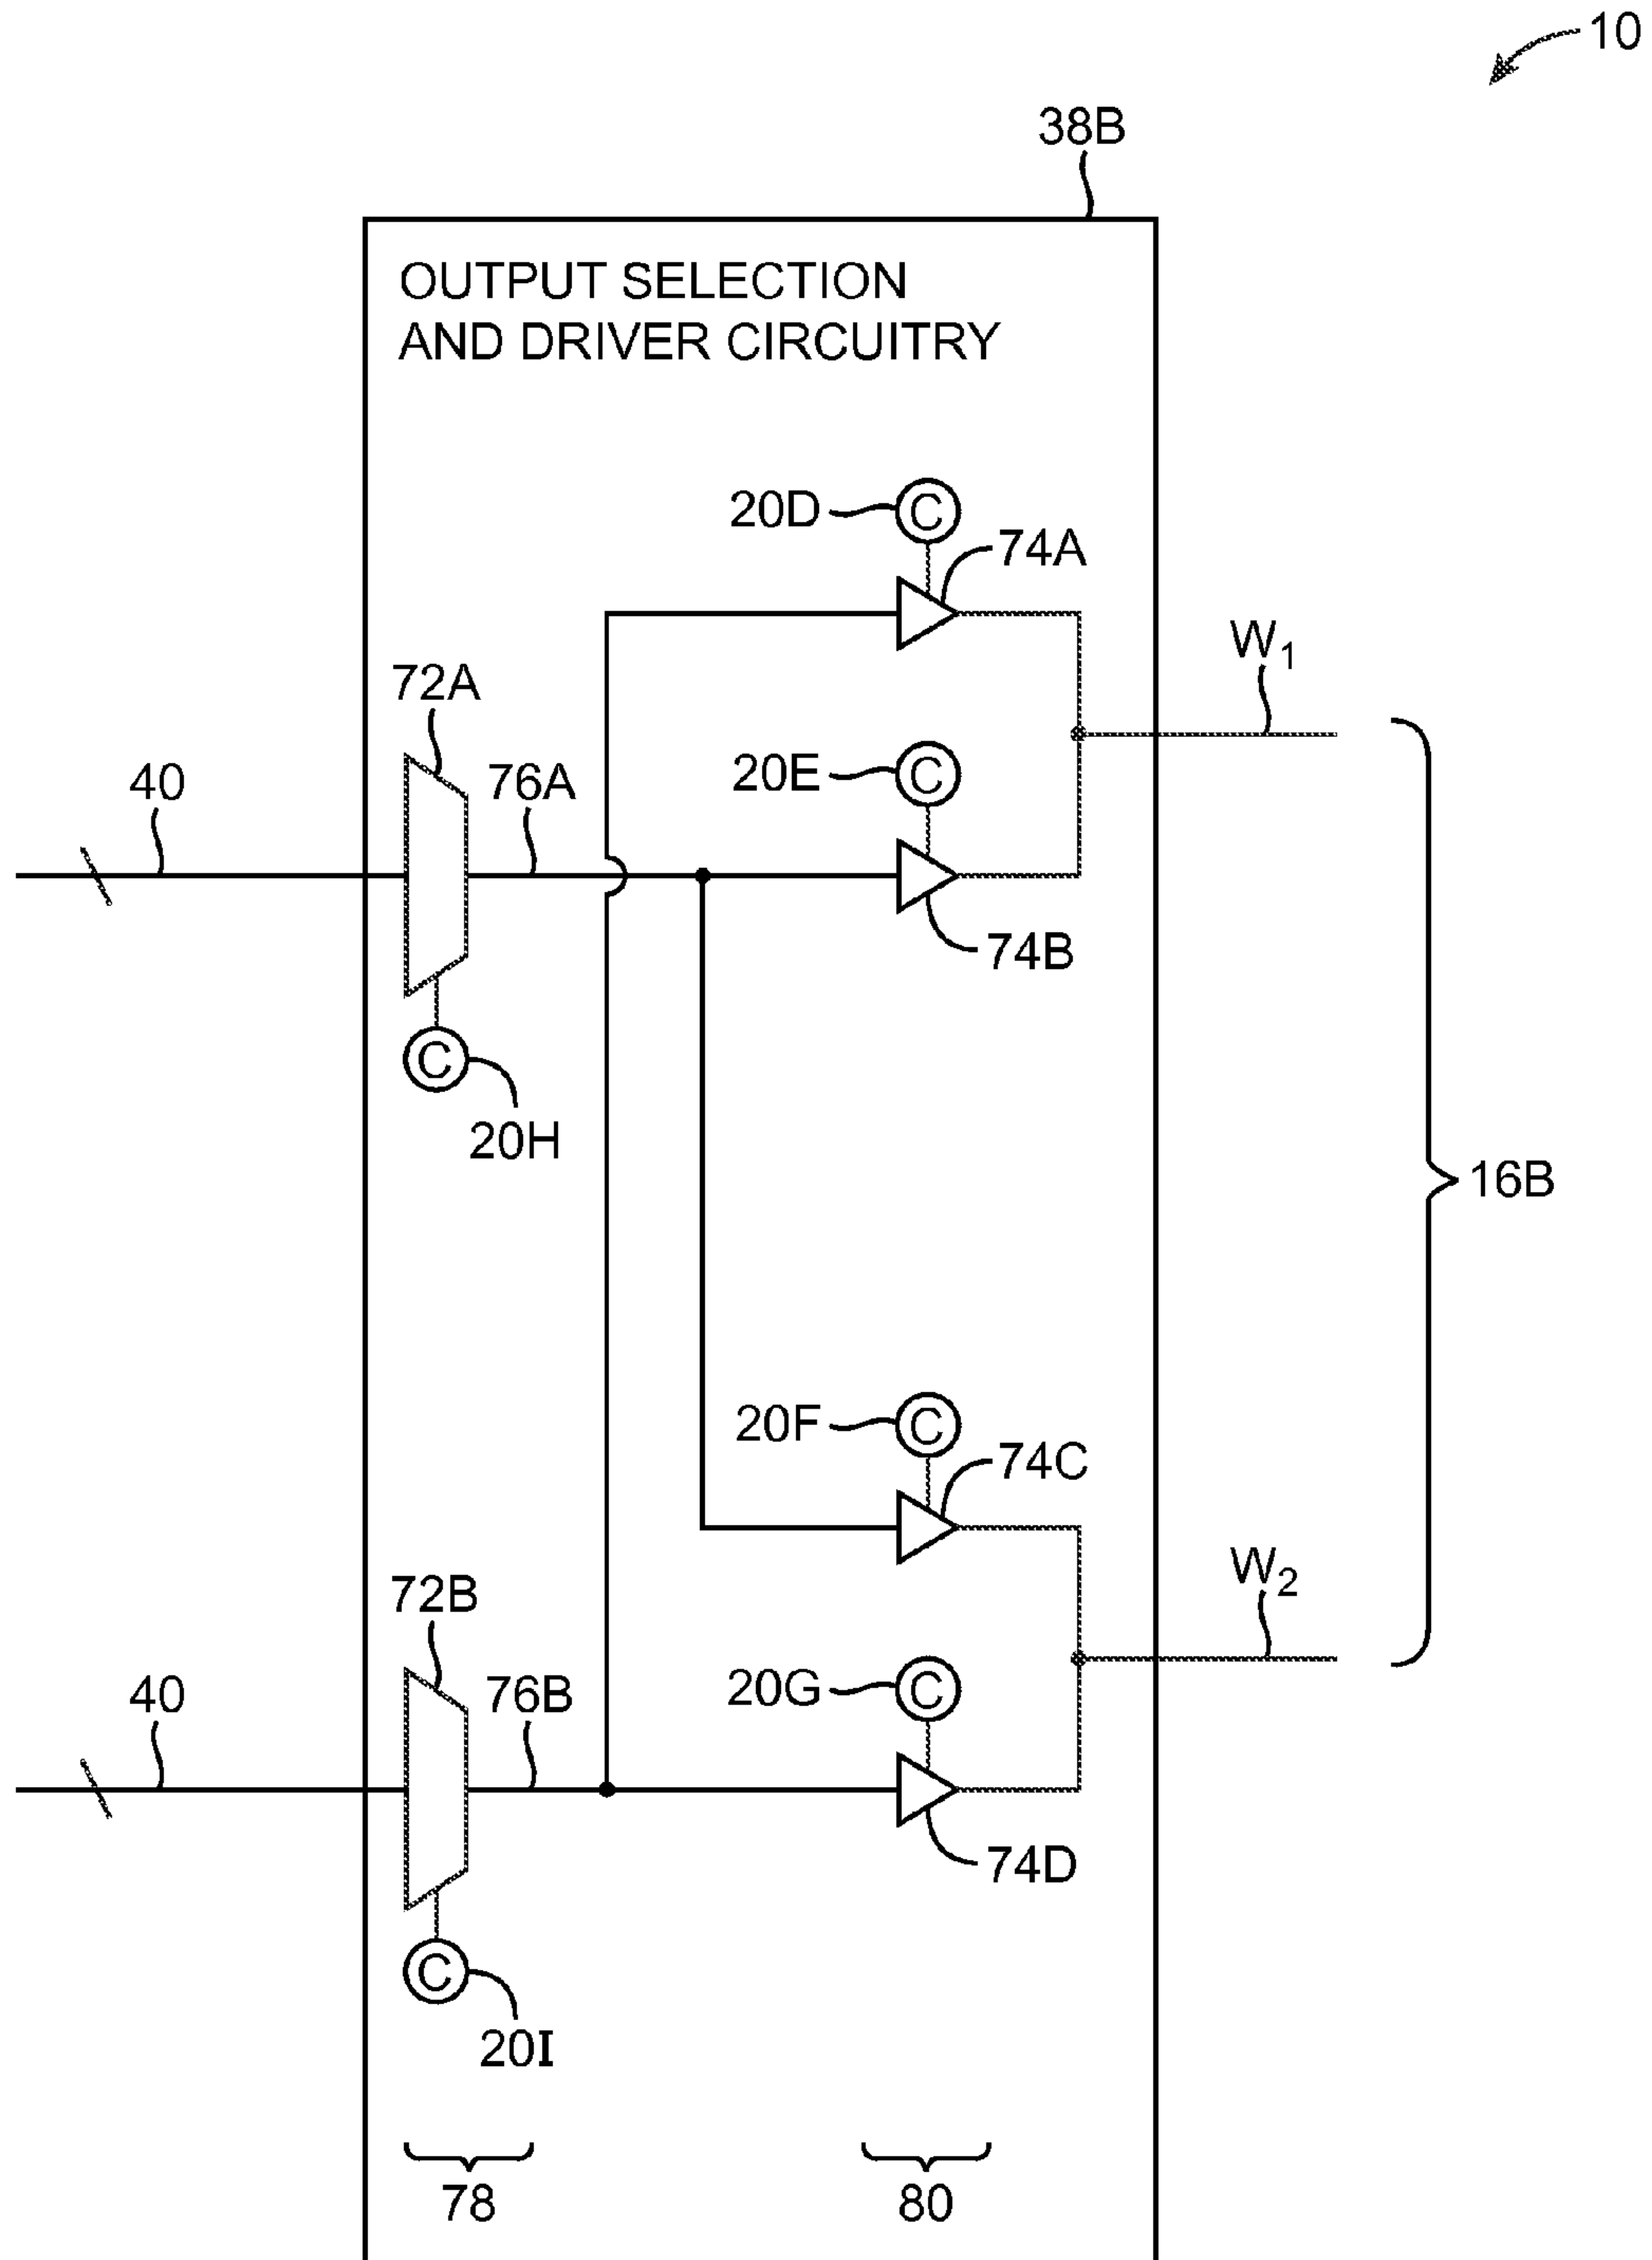 10
38B
OUTPUT SELECTION
AND DRIVER CIRCUITRY
20D
C
74A
W1
72A
40
76A
20E
C
74B
C
20H
16B
20F
C
74C
W2
72B
40
76B
20G
C
74D
C
20I
78
80